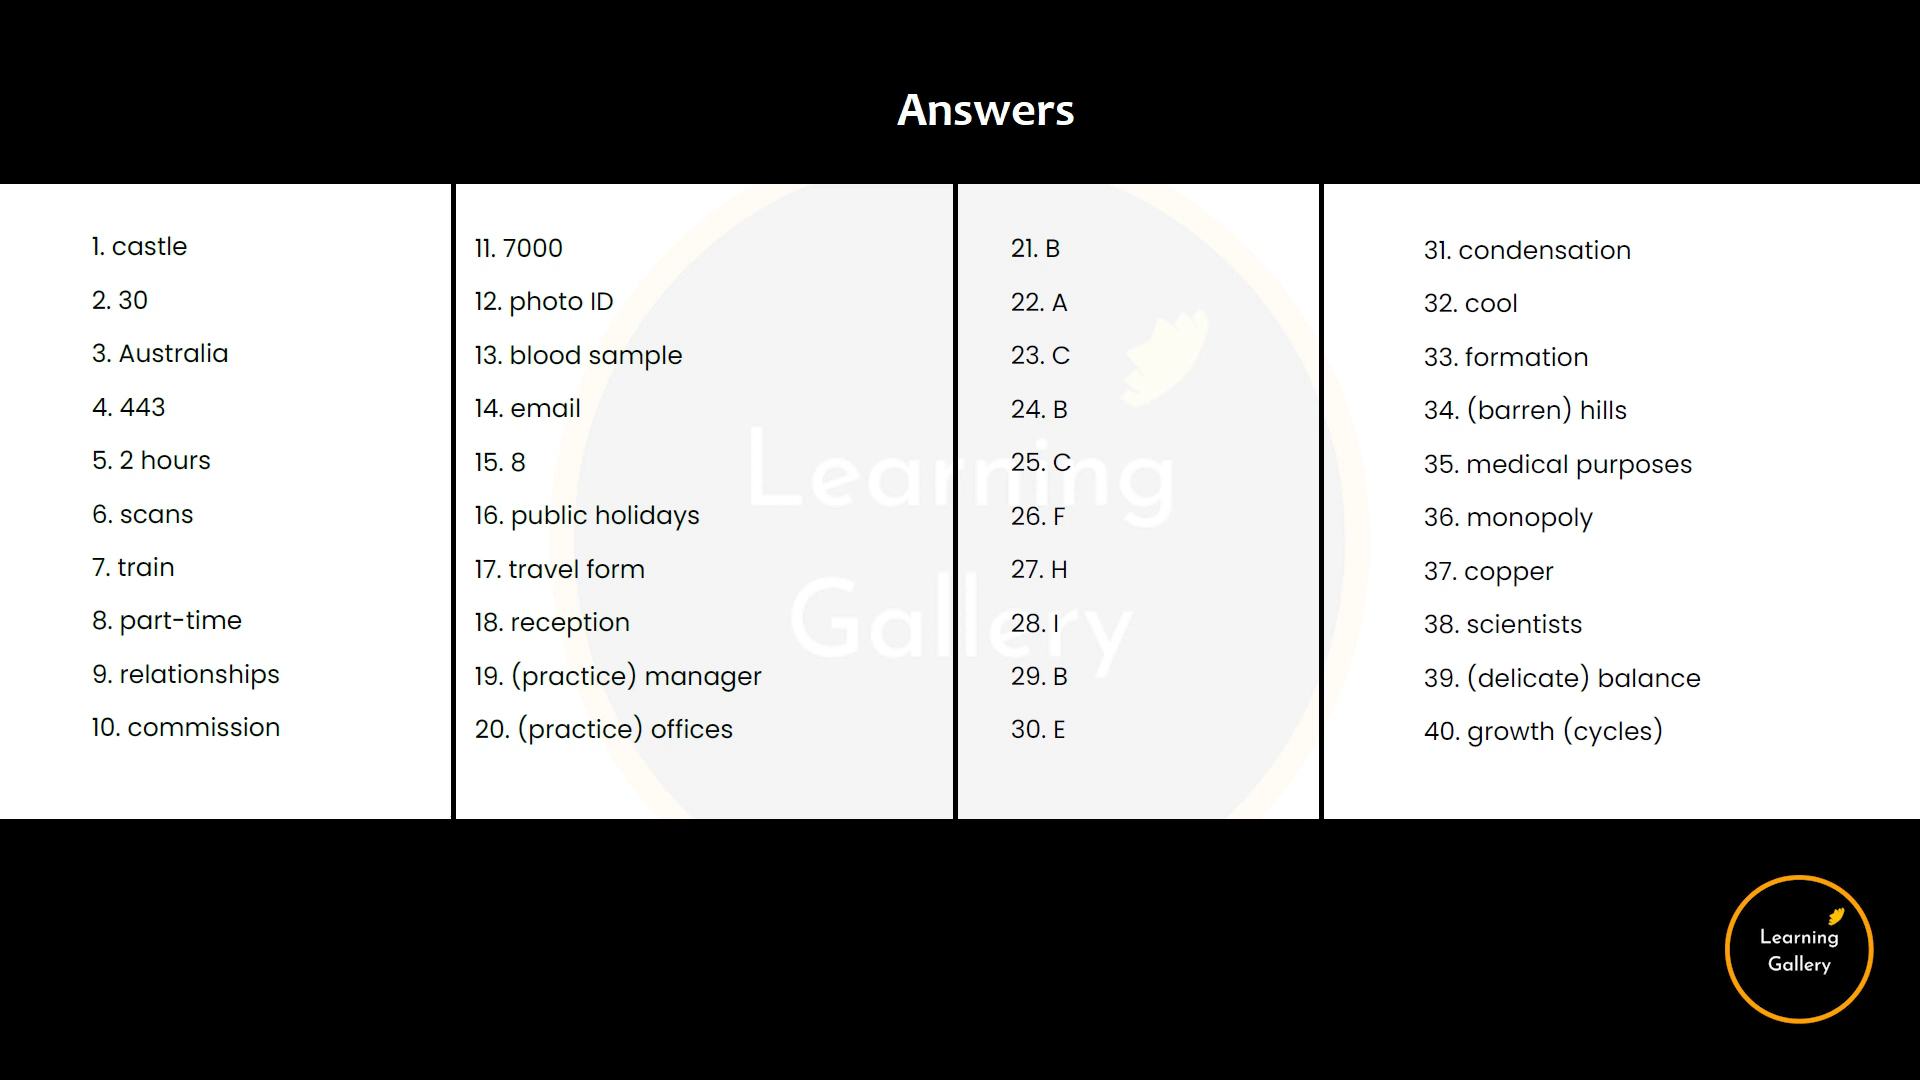 Answers
1. castle
2. 30
3. Australia
4. 443
5. 2 hours
6. scans
7. train
8. part-time
9. relationships
10. commission
11. 7000
12. photo ID
13. blood sample
14. email
15. 8
16. public holidays
17. travel form
18. reception
19. (practice) manager
20. (practice) offices
21. B
22. A
23. C
24. B
25. C
26. F
27. H
28. I
29. B
30. E
31. condensation
32. cool
33. formation
34. (barren) hills
35. medical purposes
36. monopoly
37. copper
38. scientists
39. (delicate) balance
40. growth (cycles)
Learning
Gallery
Learning
Gallery